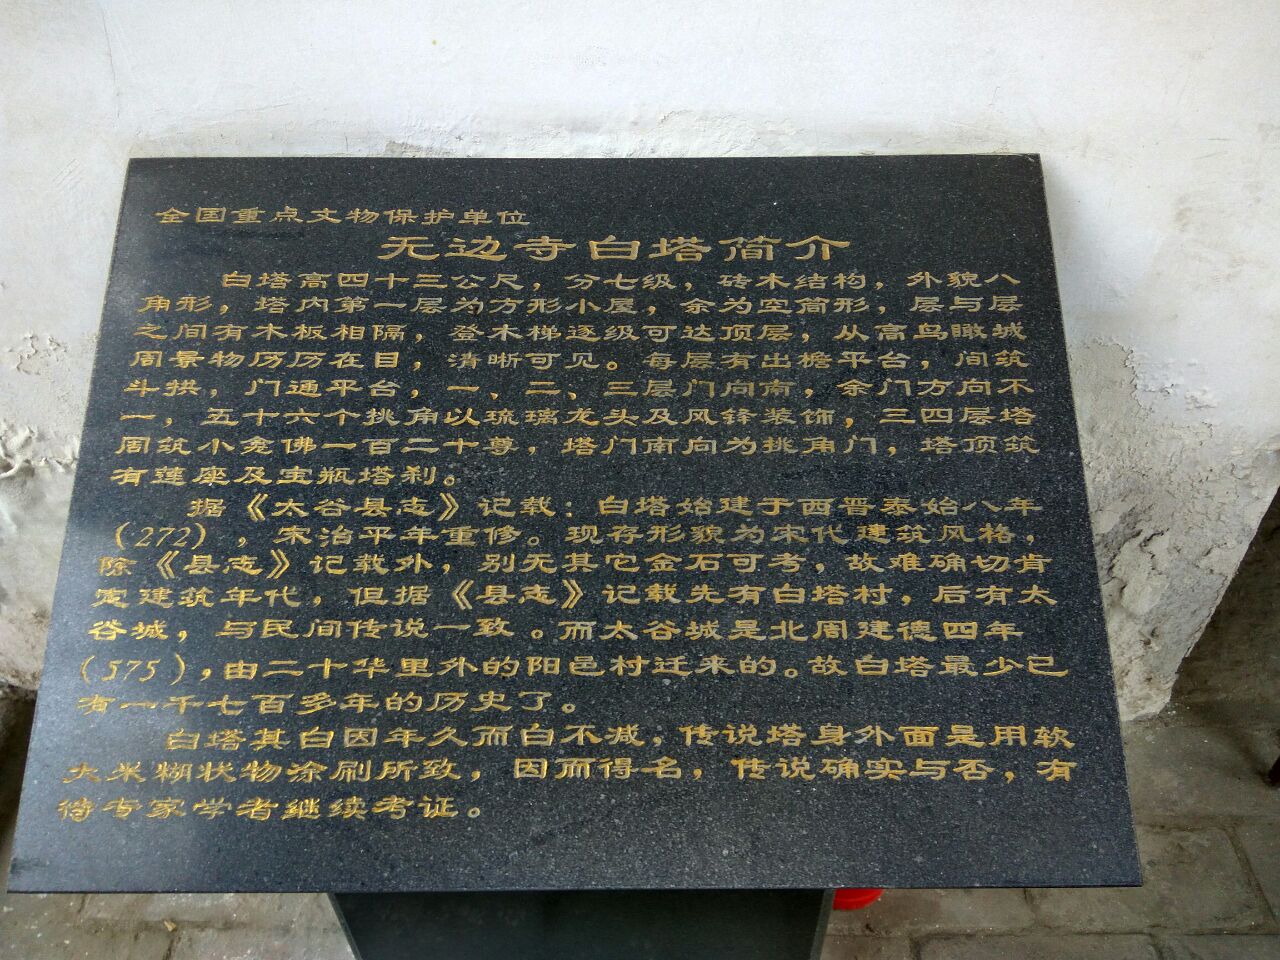 全国重点文物保护单位
无边寺白塔简介
白塔高四十三公尺，分七级，砖木结构，外貌八
角形，塔内第一层为方形小屋，余为空筒形，层与层
之间有木板相隔，登木梯逐级可达顶层，从高鸟瞰城
周景物历历在目，清晰可见。每层有出檐平台，间筑
斗拱，门通平台，一、二、三层门向南，余门方向不
一，五十六个挑角以琉璃龙头及风锋装饰，三四层塔
周筑小龛佛一百二十尊，塔门南向为挑角门，塔顶筑
有莲座及宝瓶塔刹。
据《太谷县志》记载：白塔始建于西晋泰始八年
（272），宋治平年重修。现存形貌为宋代建筑风格，
除《县志》记载外，别无其它金石可考，故难确切肯
定建筑年代，但据《县志》记载先有白塔村，后有太
谷城，与民间传说一致。而太谷城是北周建德四年
（575），由二十华里外的阳邑村迁来的。故白塔最少已
有一千七百多年的历史了。
白塔其白因年久而白不减，传说塔身外面是用软
大米糊状物涂刷所致，因而得名，传说确实与否，有
待专家学者继续考证。